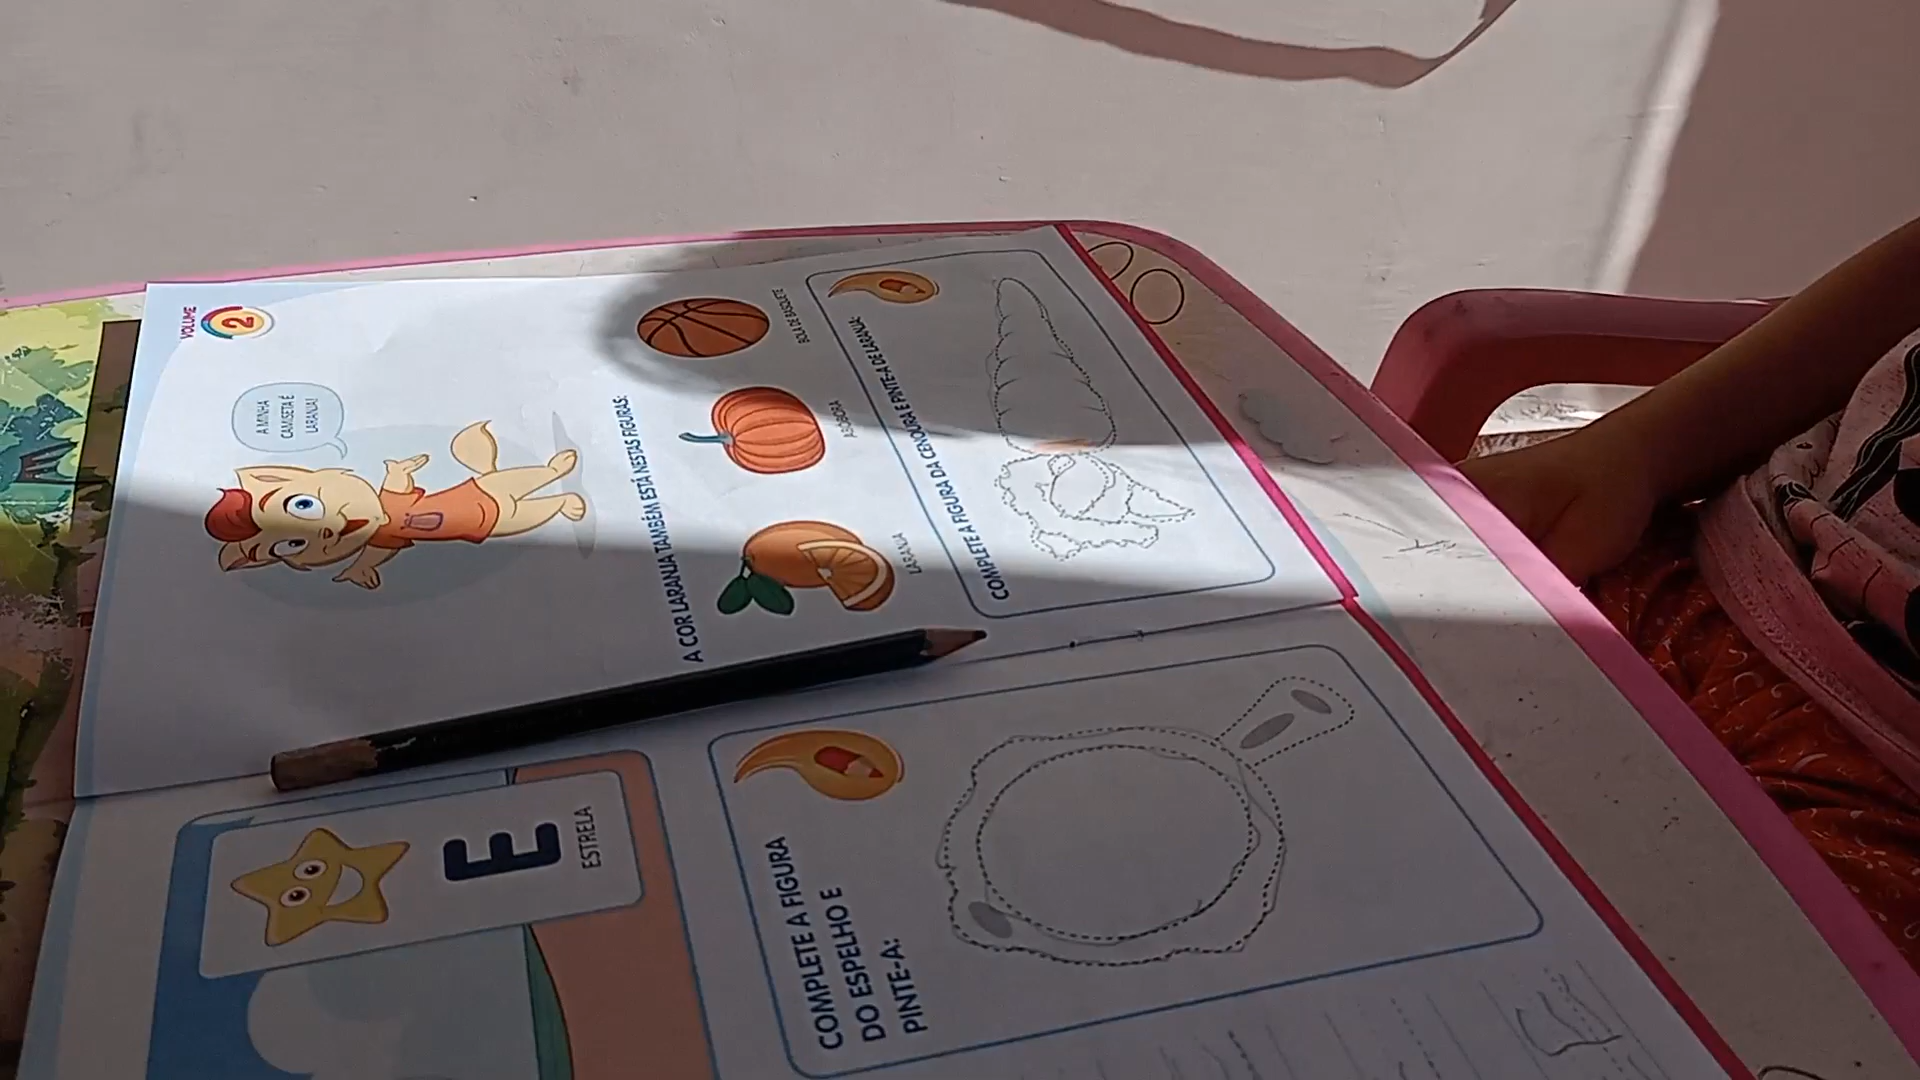 VOLUME
2
A MINHA
CAMISETA É
LARANJA!
A COR LARANJA TAMBÉM ESTÁ NESTAS FIGURAS:
LARANJA
ABÓBORA
BOLA DE BASQUETE
COMPLETE A FIGURA DA CENOURA E PINTE-A DE LARANJA:
E
ESTRELA
COMPLETE A FIGURA
DO ESPELHO E
PINTE-A: